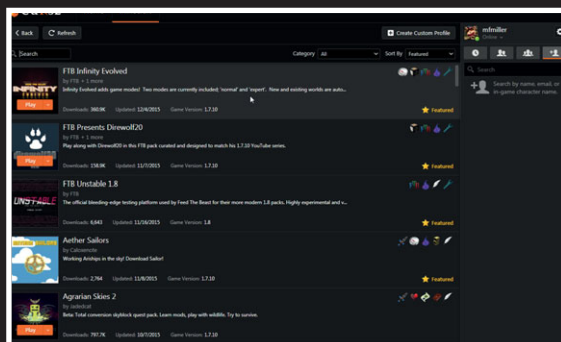 Curse
Back
Refresh
Create Custom Profile
mfmiller
Online
Search
Category All
Sort By Featured
Search
Search by name, email, or
in-game character name.
INFINITY
Play
FTB Infinity Evolved
by FTB + 1 more
Infinity Evolved adds game modes! Two modes are currently included; 'normal' and 'expert'. New and existing worlds are auto...
Downloads: 360.9K Updated: 12/4/2015 Game Version: 1.7.10
Featured
Play
FTB Presents Direwolf20
by FTB + 1 more
Play along with Direwolf20 in this FTB pack curated and designed to match his 1.7.10 YouTube series.
Downloads: 158.9K Updated: 11/7/2015 Game Version: 1.7.10
Featured
UNSTABLE
FTB Unstable 1.8
by FTB
The official bleeding-edge testing platform used by Feed The Beast for their more modern 1.8 packs. Highly experimental and v...
Downloads: 6,643 Updated: 11/16/2015 Game Version: 1.8
Featured
Aether Sailors
Working Airships in the sky! Download Sailor!
Downloads: 2,764 Updated: 11/8/2015 Game Version: 1.7.10
Featured
Play
Agrarian Skies 2
by Jadedcat
Beta: Total conversion skyblock quest pack. Learn mods, play with wildlife. Try to survive.
Downloads: 797.7K Updated: 10/7/2015 Game Version: 1.7.10